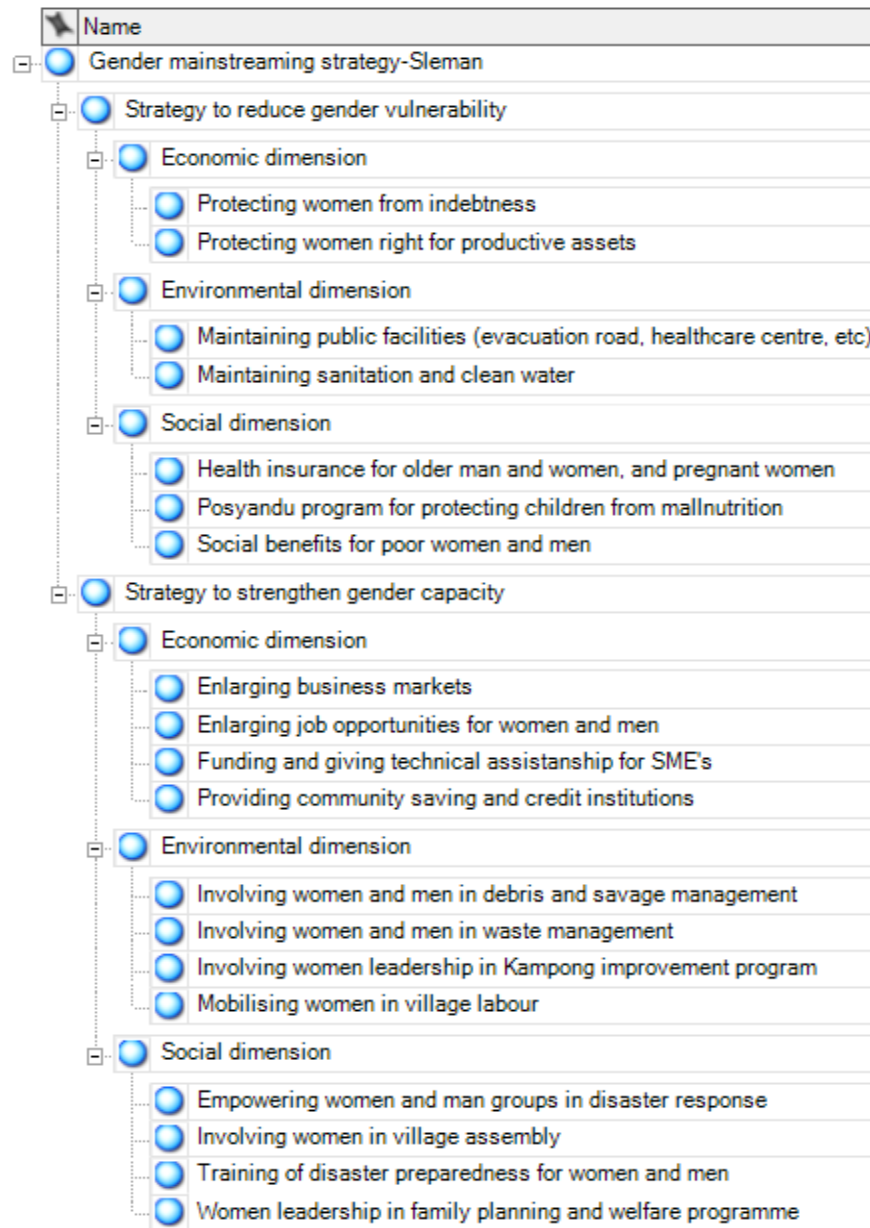 Name
Gender mainstreaming strategy-Sleman
Strategy to reduce gender vulnerability
Economic dimension
Protecting women from indebtness
Protecting women right for productive assets
Environmental dimension
Maintaining public facilities (evacuation road, healthcare centre, etc)
Maintaining sanitation and clean water
Social dimension
Health insurance for older man and women, and pregnant women
Posyandu program for protecting children from mallnutrition
Social benefits for poor women and men
Strategy to strengthen gender capacity
Economic dimension
Enlarging business markets
Enlarging job opportunities for women and men
Funding and giving technical assistanship for SME's
Providing community saving and credit institutions
Environmental dimension
Involving women and men in debris and savage management
Involving women and men in waste management
Involving women leadership in Kampong improvement program
Mobilising women in village labour
Social dimension
Empowering women and man groups in disaster response
Involving women in village assembly
Training of disaster preparedness for women and men
Women leadership in family planning and welfare programme